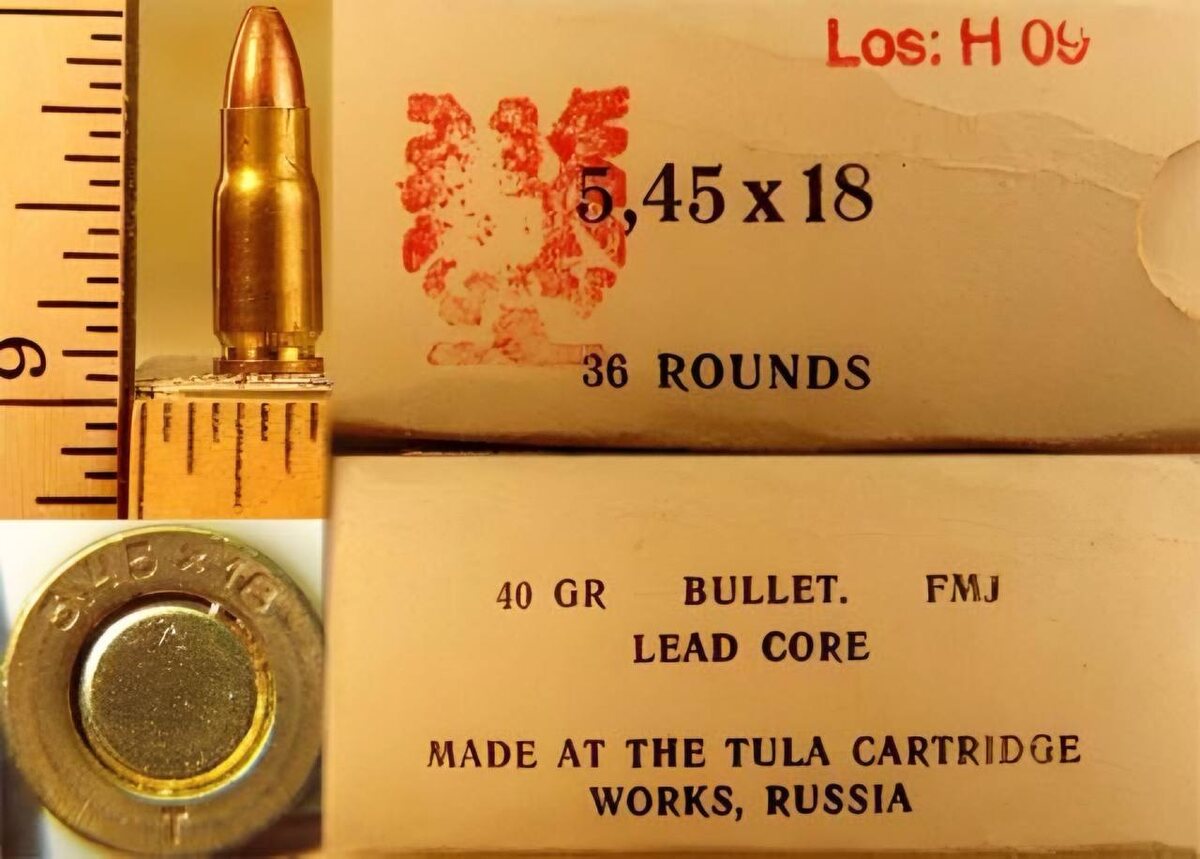 Los: H 09
5,45 x 18
36 ROUNDS
9
5,45 x 18
T
40 GR BULLET. FMJ
LEAD CORE
MADE AT THE TULA CARTRIDGE
WORKS, RUSSIA